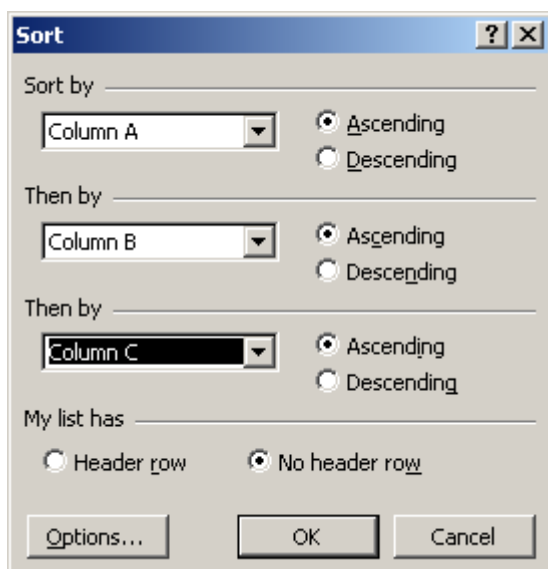 Sort
Sort by
Column A
Ascending
Descending
Then by
Column B
Ascending
Descending
Then by
Column C
Ascending
Descending
My list has
Header row No header row
Options... OK Cancel